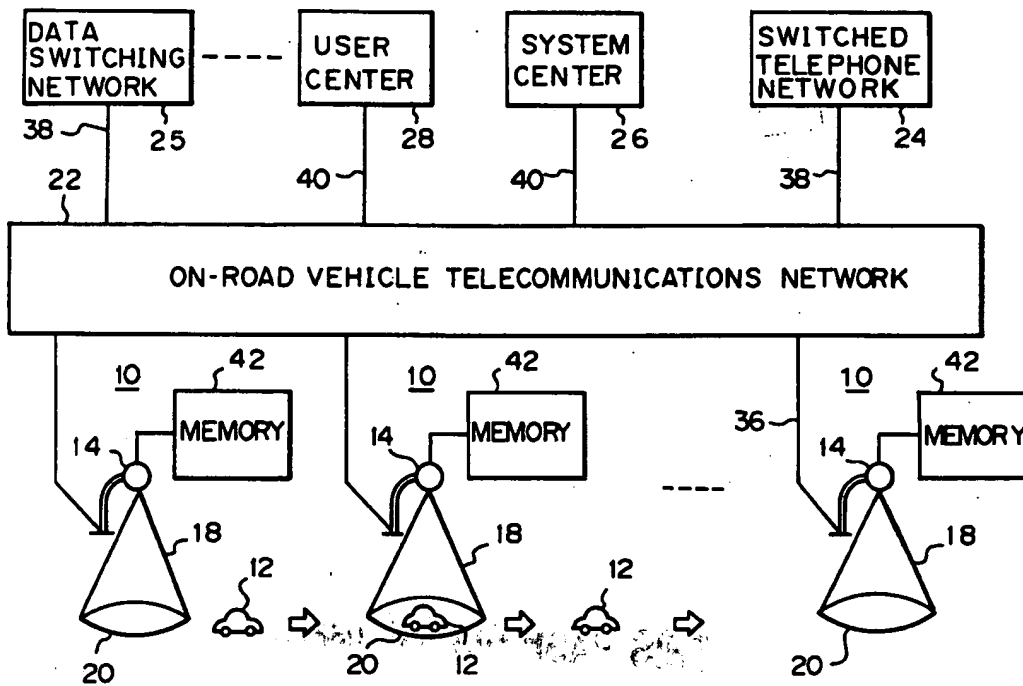 DATA
SWITCHING
NETWORK
USER
CENTER
SYSTEM
CENTER
SWITCHED
TELEPHONE
NETWORK
38
25
28
26
24
22
40
40
38
ON-ROAD VEHICLE TELECOMMUNICATIONS NETWORK
10
42
10
42
10
42
MEMORY
MEMORY
36
MEMORY
14
14
14
18
18
18
12
12
20
20
12
20